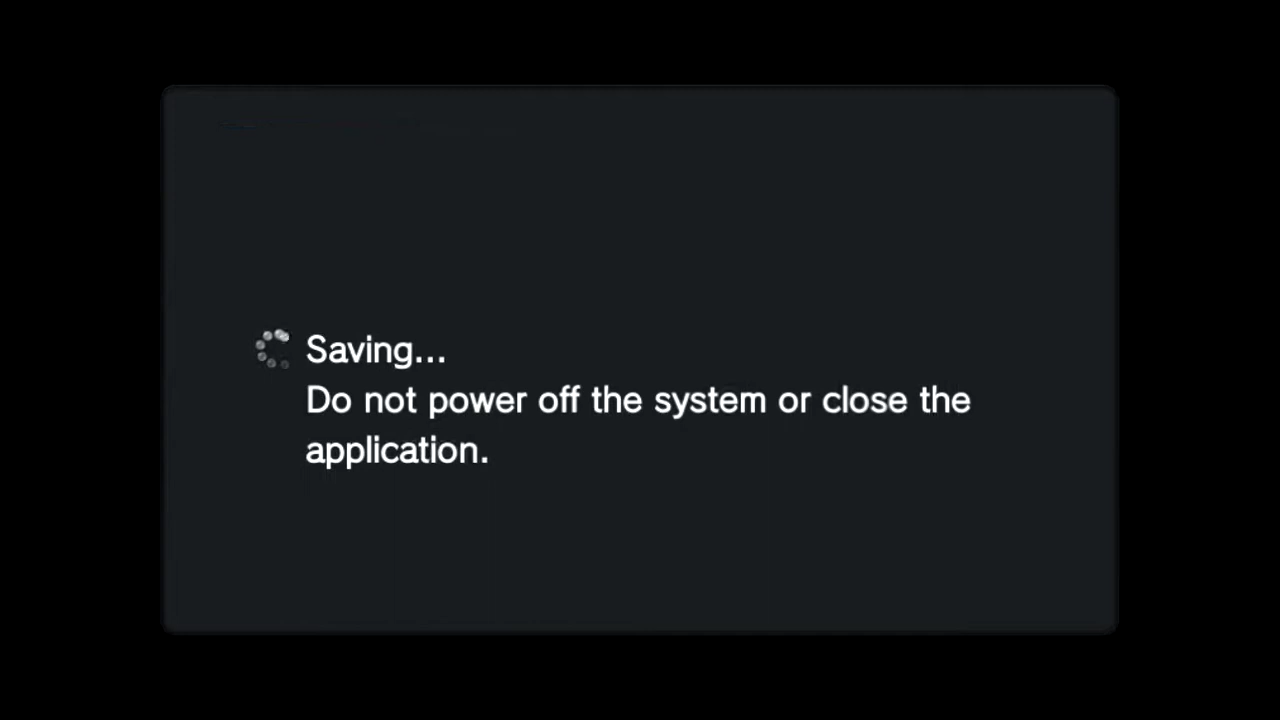 Saving...
Do not power off the system or close the
application.